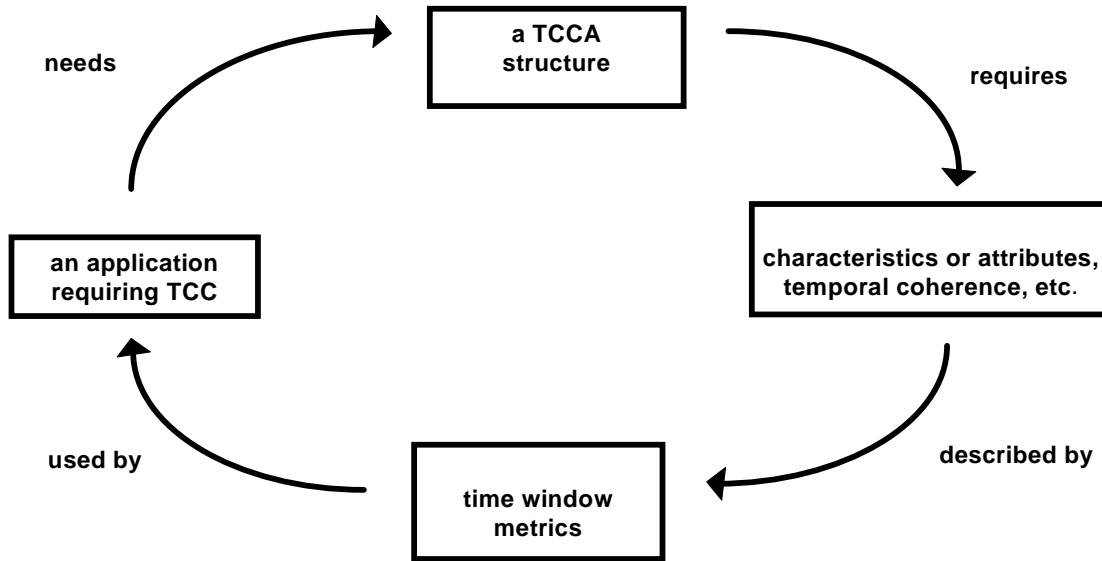 a TCCA
structure
needs
requires
an application
requiring TCC
characteristics or attributes,
temporal coherence, etc.
used by
described by
time window
metrics